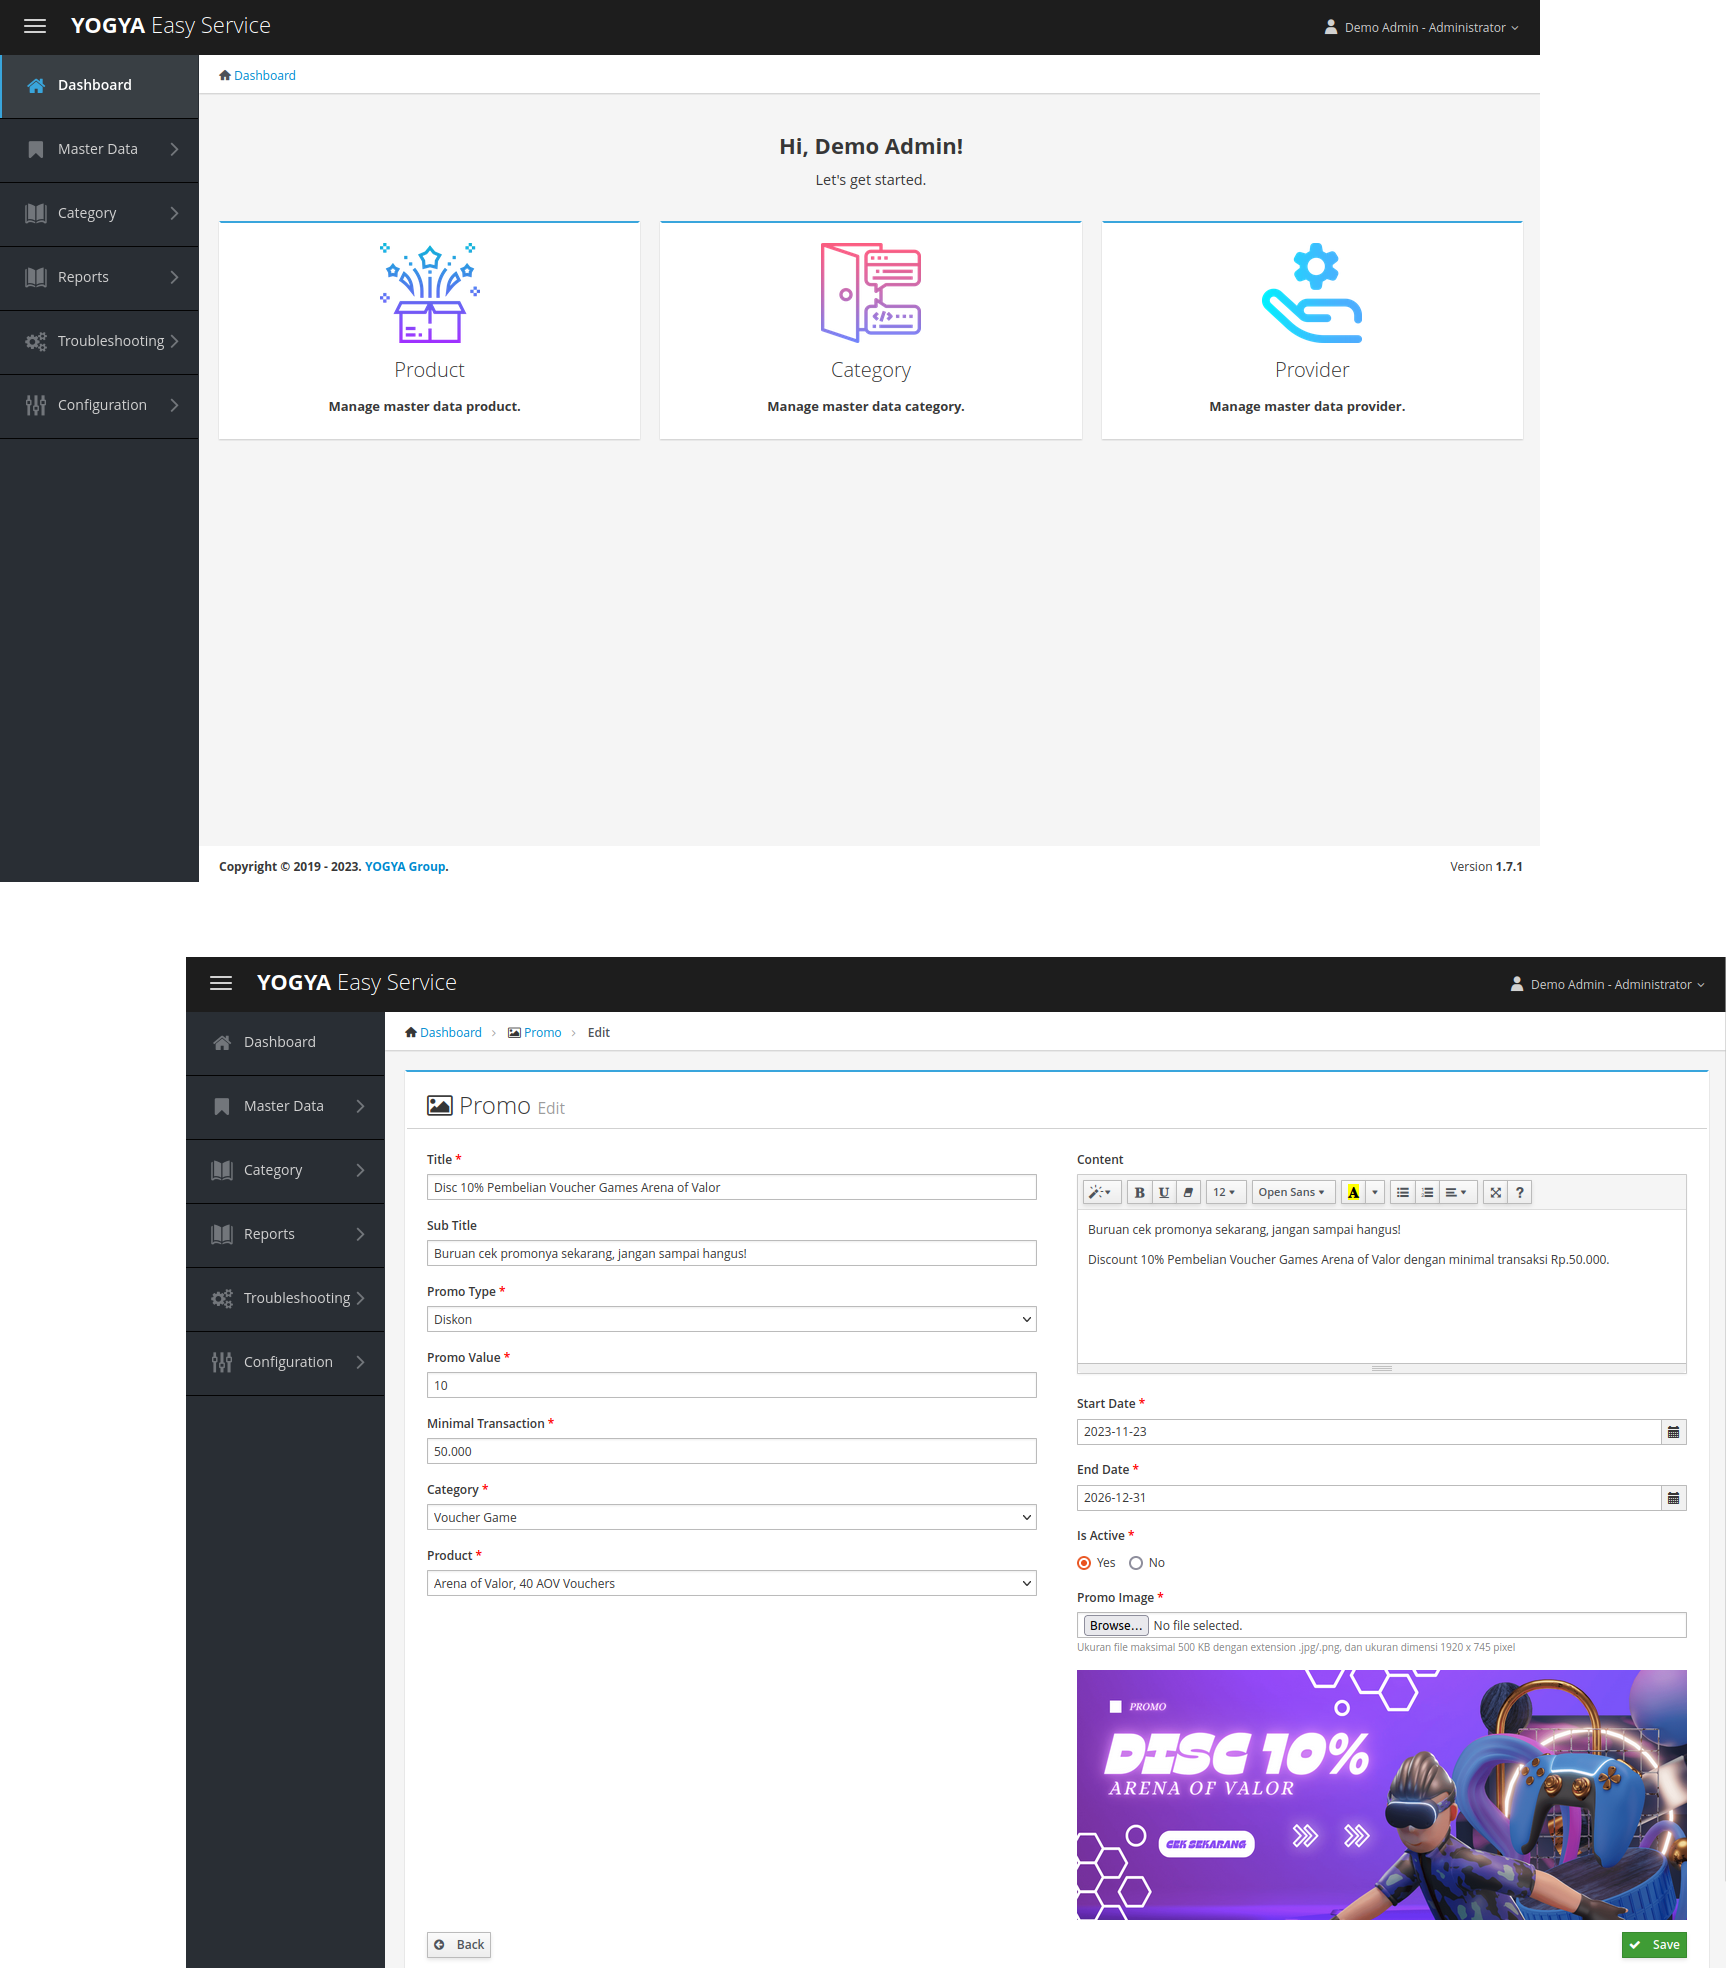 YOGYA Easy Service
Demo Admin - Administrator
Dashboard
Master Data
Category
Reports
Troubleshooting
Configuration
Dashboard
Hi, Demo Admin!
Let's get started.
Product
Manage master data product.
Category
Manage master data category.
Provider
Manage master data provider.
Copyright © 2019 - 2023. YOGYA Group.
Version 1.7.1
YOGYA Easy Service
Demo Admin - Administrator
Dashboard
Master Data
Category
Reports
Troubleshooting
Configuration
Dashboard › Promo › Edit
Promo Edit
Title *
Disc 10% Pembelian Voucher Games Arena of Valor
Sub Title
Buruan cek promonya sekarang, jangan sampai hangus!
Promo Type *
Diskon
Promo Value *
10
Minimal Transaction *
50.000
Category *
Voucher Game
Product *
Arena of Valor, 40 AOV Vouchers
Content
B U 12 Open Sans A ?
Buruan cek promonya sekarang, jangan sampai hangus!
Discount 10% Pembelian Voucher Games Arena of Valor dengan minimal transaksi Rp.50.000.
Start Date *
2023-11-23
End Date *
2026-12-31
Is Active *
Yes No
Promo Image *
Browse... No file selected.
Ukuran file maksimal 500 KB dengan extension .jpg/.png, dan ukuran dimensi 1920 x 745 pixel
PROMO
DISC 10%
ARENA OF VALOR
CEK SEKARANG
Back
Save